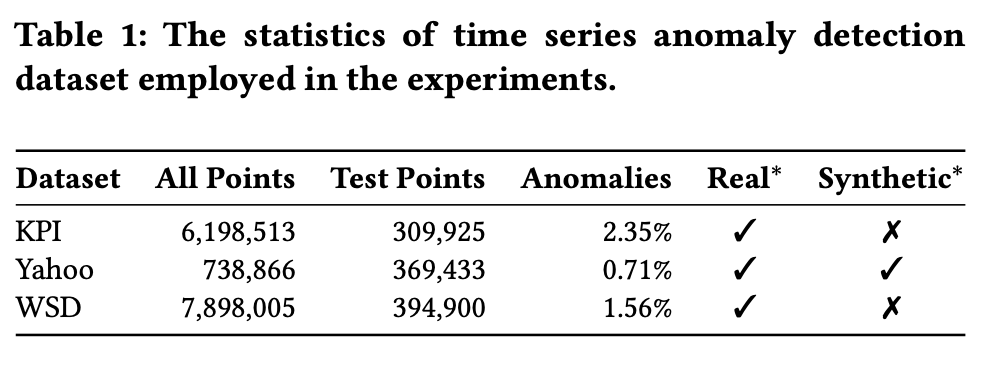 Table 1: The statistics of time series anomaly detection
dataset employed in the experiments.
Dataset All Points Test Points Anomalies Real* Synthetic*
KPI 6,198,513 309,925 2.35% ✓ ✗
Yahoo 738,866 369,433 0.71% ✓ ✓
WSD 7,898,005 394,900 1.56% ✓ ✗